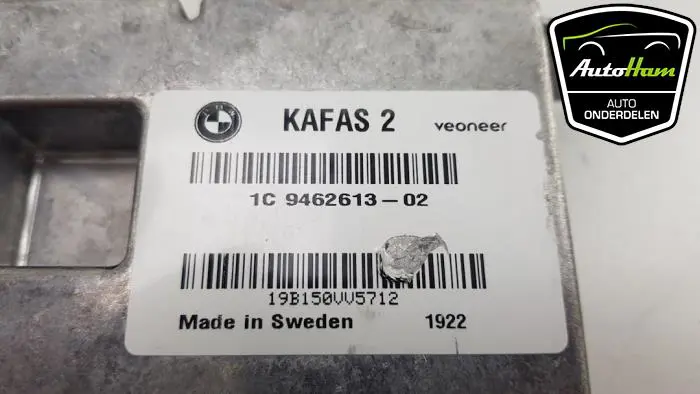 KAFAS 2
veoneer
1C 9462613-02
19B150VV5712
Made in Sweden 1922
AutoHam
AUTO
ONDERDELEN